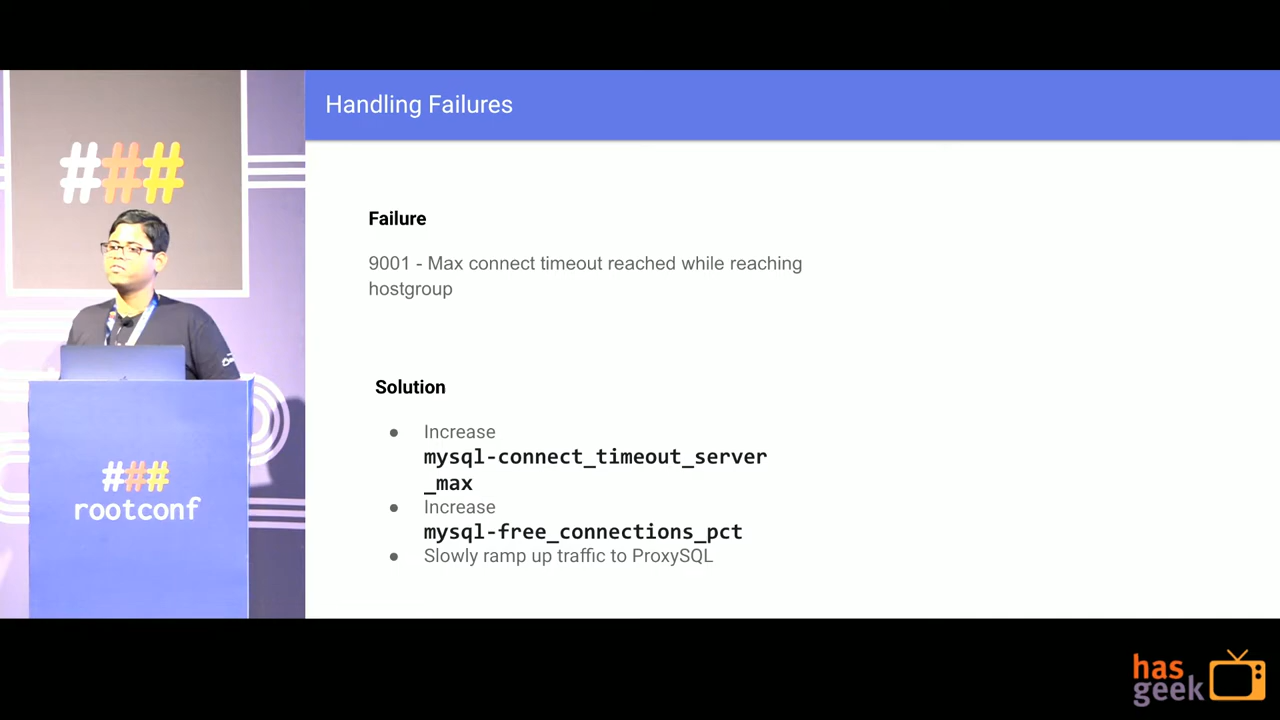 Handling Failures
###
Failure
9001 - Max connect timeout reached while reaching
hostgroup
Solution
● Increase
mysql-connect_timeout_server
_max
● Increase
mysql-free_connections_pct
● Slowly ramp up traffic to ProxySQL
###
rootconf
has
geek